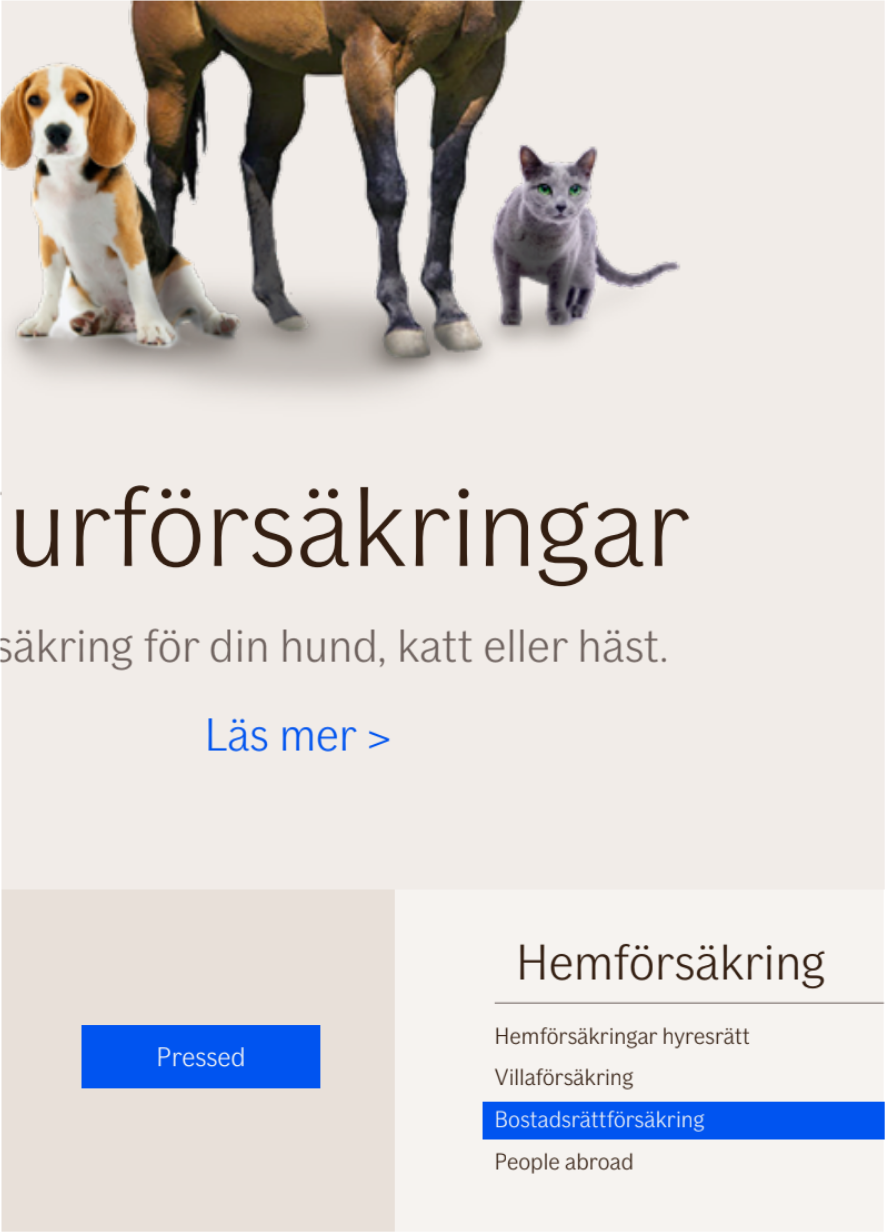 urförsäkringar
säkring för din hund, katt eller häst.
Läs mer >
Pressed
Hemförsäkring
Hemförsäkringar hyresrätt
Villaförsäkring
Bostadsrättförsäkring
People abroad